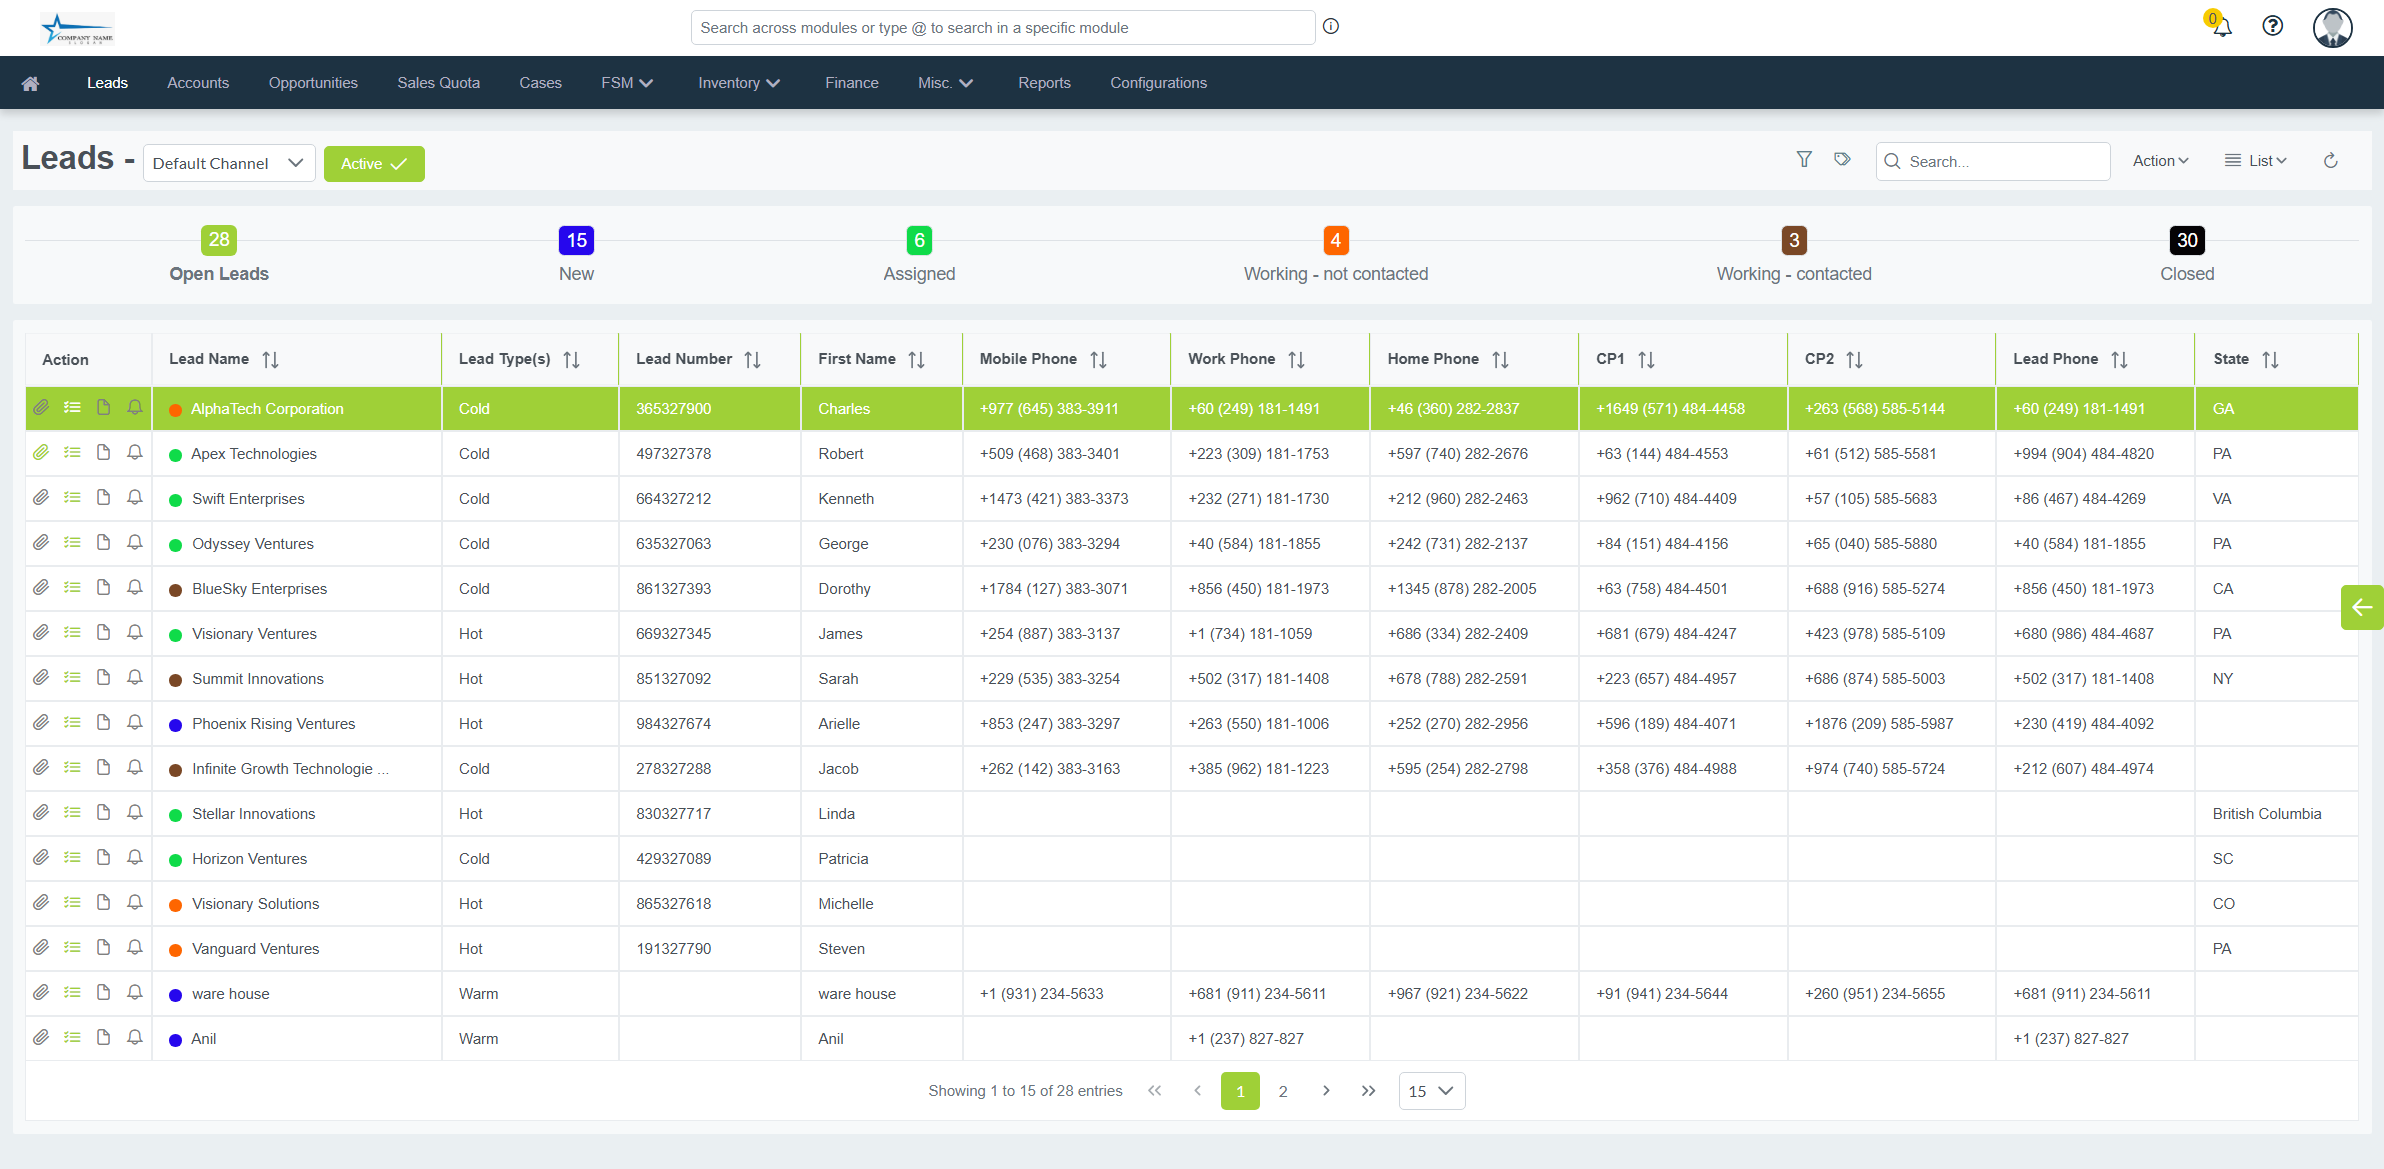 COMPANY NAME
Search across modules or type @ to search in a specific module
0
Leads Accounts Opportunities Sales Quota Cases FSM Inventory Finance Misc. Reports Configurations
Leads - Default Channel Active Search... Action List
28 15 6 4 3 30
Open Leads New Assigned Working - not contacted Working - contacted Closed
Action Lead Name Lead Type(s) Lead Number First Name Mobile Phone Work Phone Home Phone CP1 CP2 Lead Phone State
AlphaTech Corporation Cold 365327900 Charles +977 (645) 383-3911 +60 (249) 181-1491 +46 (360) 282-2837 +1649 (571) 484-4458 +263 (568) 585-5144 +60 (249) 181-1491 GA
Apex Technologies Cold 497327378 Robert +509 (468) 383-3401 +223 (309) 181-1753 +597 (740) 282-2676 +63 (144) 484-4553 +61 (512) 585-5581 +994 (904) 484-4820 PA
Swift Enterprises Cold 664327212 Kenneth +1473 (421) 383-3373 +232 (271) 181-1730 +212 (960) 282-2463 +962 (710) 484-4409 +57 (105) 585-5683 +86 (467) 484-4269 VA
Odyssey Ventures Cold 635327063 George +230 (076) 383-3294 +40 (584) 181-1855 +242 (731) 282-2137 +84 (151) 484-4156 +65 (040) 585-5880 +40 (584) 181-1855 PA
BlueSky Enterprises Cold 861327393 Dorothy +1784 (127) 383-3071 +856 (450) 181-1973 +1345 (878) 282-2005 +63 (758) 484-4501 +688 (916) 585-5274 +856 (450) 181-1973 CA
Visionary Ventures Hot 669327345 James +254 (887) 383-3137 +1 (734) 181-1059 +686 (334) 282-2409 +681 (679) 484-4247 +423 (978) 585-5109 +680 (986) 484-4687 PA
Summit Innovations Hot 851327092 Sarah +229 (535) 383-3254 +502 (317) 181-1408 +678 (788) 282-2591 +223 (657) 484-4957 +686 (874) 585-5003 +502 (317) 181-1408 NY
Phoenix Rising Ventures Hot 984327674 Arielle +853 (247) 383-3297 +263 (550) 181-1006 +252 (270) 282-2956 +596 (189) 484-4071 +1876 (209) 585-5987 +230 (419) 484-4092
Infinite Growth Technologie ... Cold 278327288 Jacob +262 (142) 383-3163 +385 (962) 181-1223 +595 (254) 282-2798 +358 (376) 484-4988 +974 (740) 585-5724 +212 (607) 484-4974
Stellar Innovations Hot 830327717 Linda British Columbia
Horizon Ventures Cold 429327089 Patricia SC
Visionary Solutions Hot 865327618 Michelle CO
Vanguard Ventures Hot 191327790 Steven PA
ware house Warm ware house +1 (931) 234-5633 +681 (911) 234-5611 +967 (921) 234-5622 +91 (941) 234-5644 +260 (951) 234-5655 +681 (911) 234-5611
Anil Warm Anil +1 (237) 827-827 +1 (237) 827-827
Showing 1 to 15 of 28 entries 1 2 15